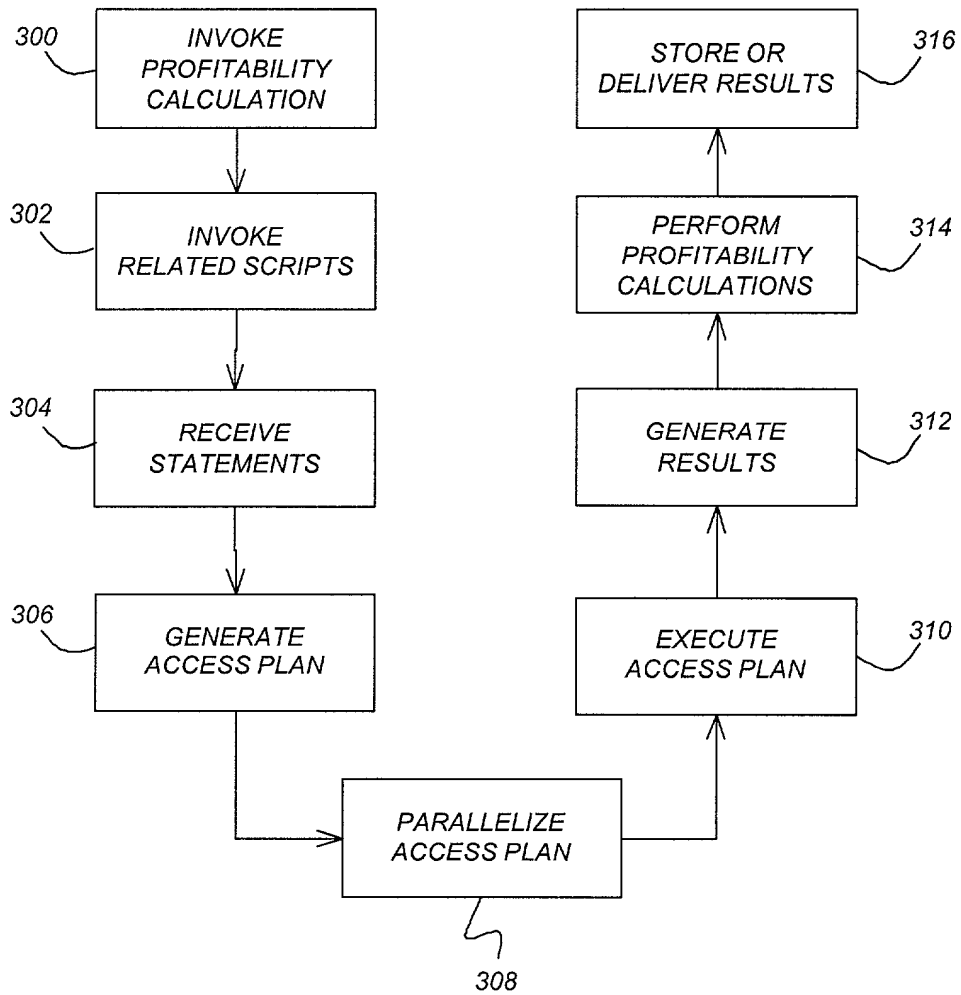 300
INVOKE
PROFITABILITY
CALCULATION
302
INVOKE
RELATED SCRIPTS
304
RECEIVE
STATEMENTS
306
GENERATE
ACCESS PLAN
PARALLELIZE
ACCESS PLAN
308
EXECUTE
ACCESS PLAN
310
GENERATE
RESULTS
312
PERFORM
PROFITABILITY
CALCULATIONS
314
STORE OR
DELIVER RESULTS
316